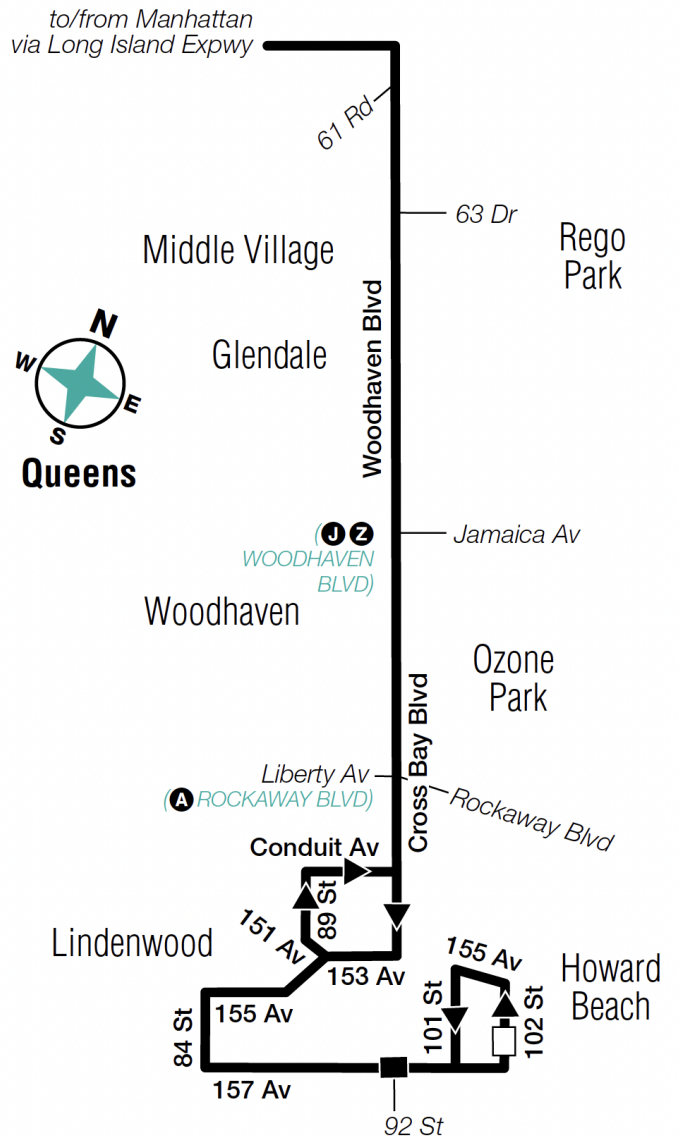 to/from Manhattan
via Long Island Expwy
61 Rd
63 Dr
Middle Village
Rego
Park
Woodhaven Blvd
N
W
E
S
Queens
Glendale
(J Z
WOODHAVEN
BLVD)
Jamaica Av
Woodhaven
Ozone
Park
Cross Bay Blvd
Liberty Av
(A ROCKAWAY BLVD)
Rockaway Blvd
Conduit Av
89 St
151 Av
Lindenwood
153 Av
155 Av
Howard
Beach
101 St
102 St
155 Av
84 St
157 Av
92 St